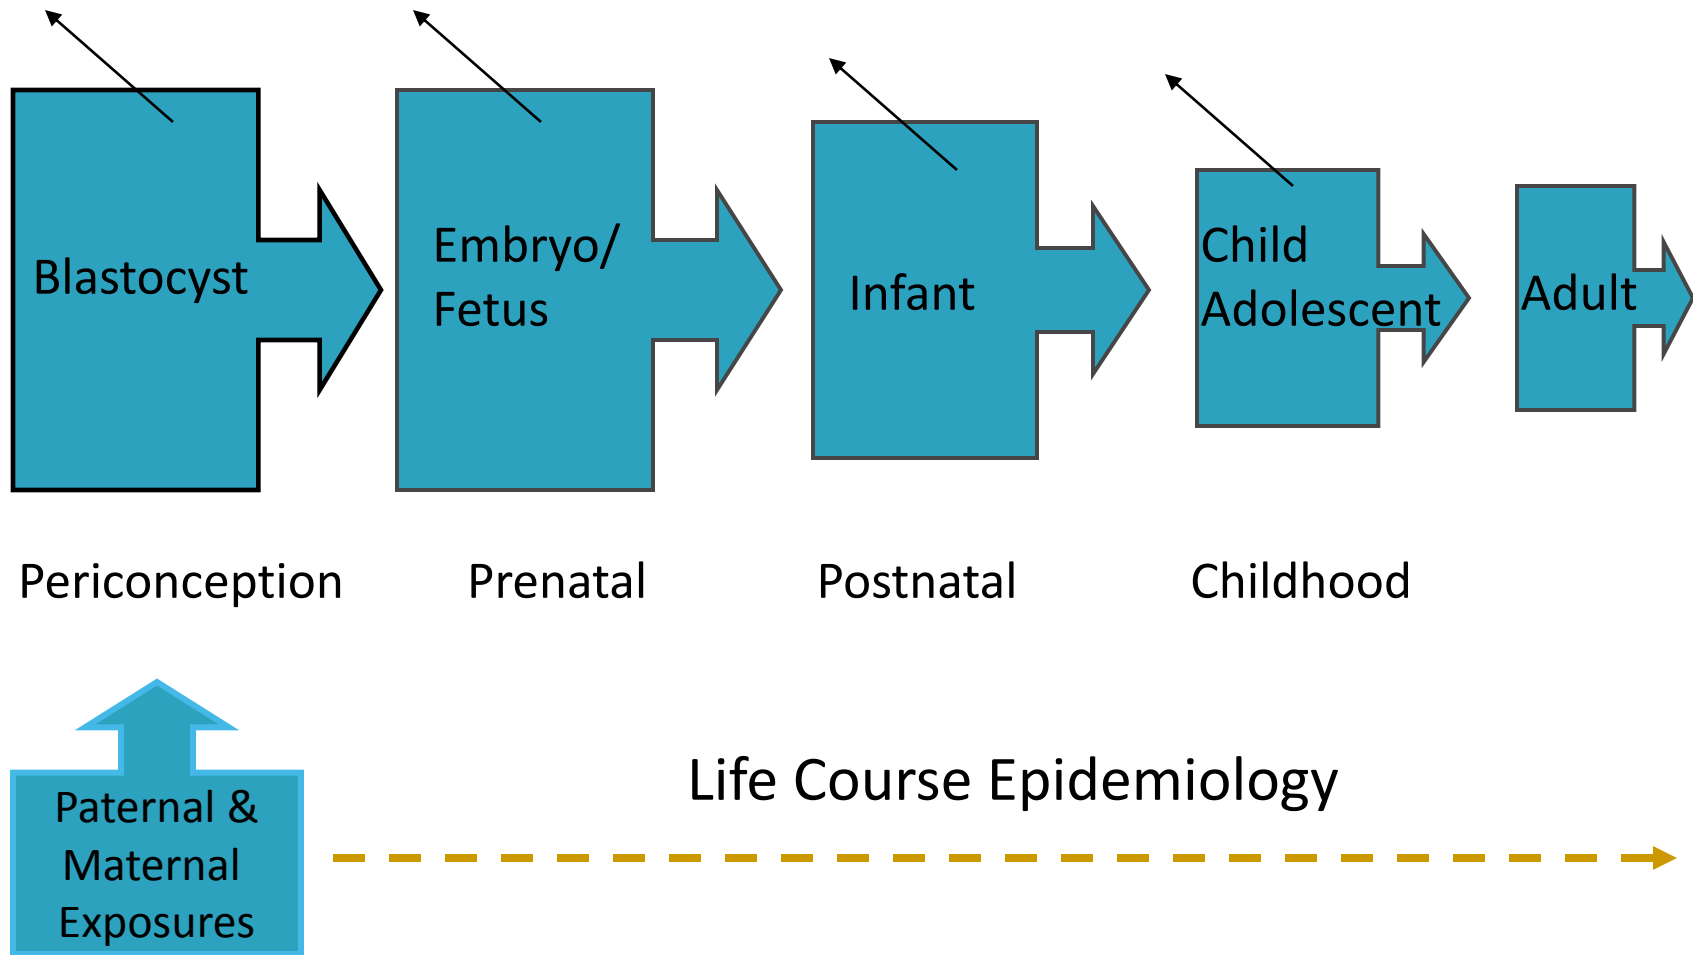 Blastocyst
Embryo/
Fetus
Infant
Child
Adolescent
Adult
Periconception
Prenatal
Postnatal
Childhood
Life Course Epidemiology
Paternal &
Maternal
Exposures